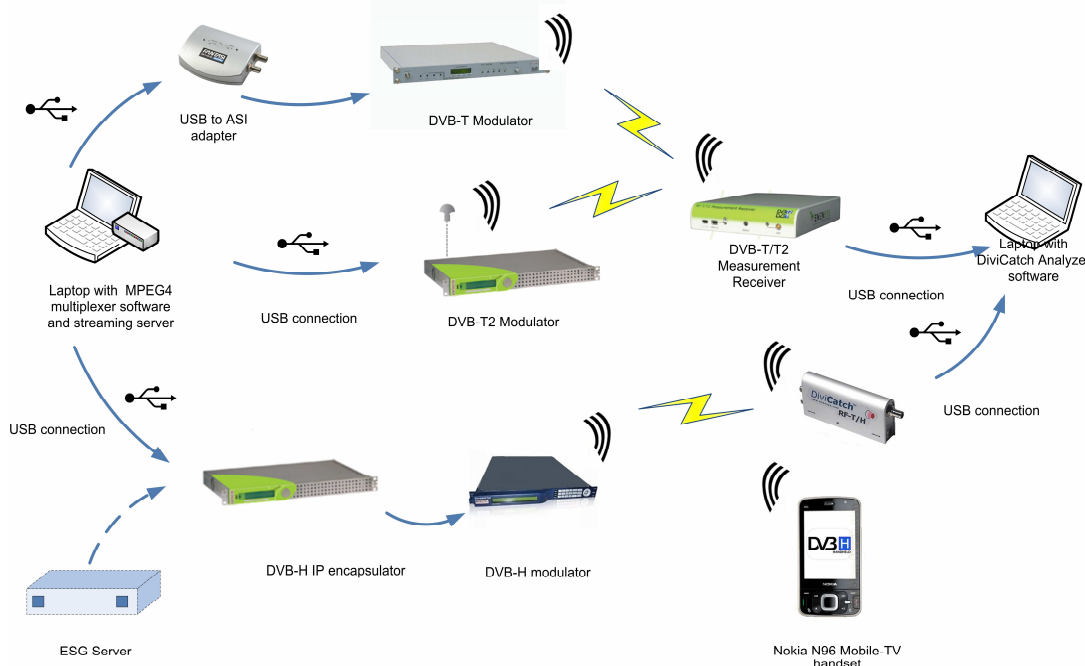 USB to ASI
adapter
DVB-T Modulator
Laptop with MPEG4
multiplexer software
and streaming server
USB connection
DVB-T2 Modulator
DVB-T/T2
Measurement
Receiver
USB connection
Laptop with
DiviCatch Analyze
software
USB connection
DiviCatch
RF-T/H
USB connection
DVB-H IP encapsulator
DVB-H modulator
ESG Server
DVB H
HANDHELD
NOKIA
Nokia N96 Mobile-TV
handset